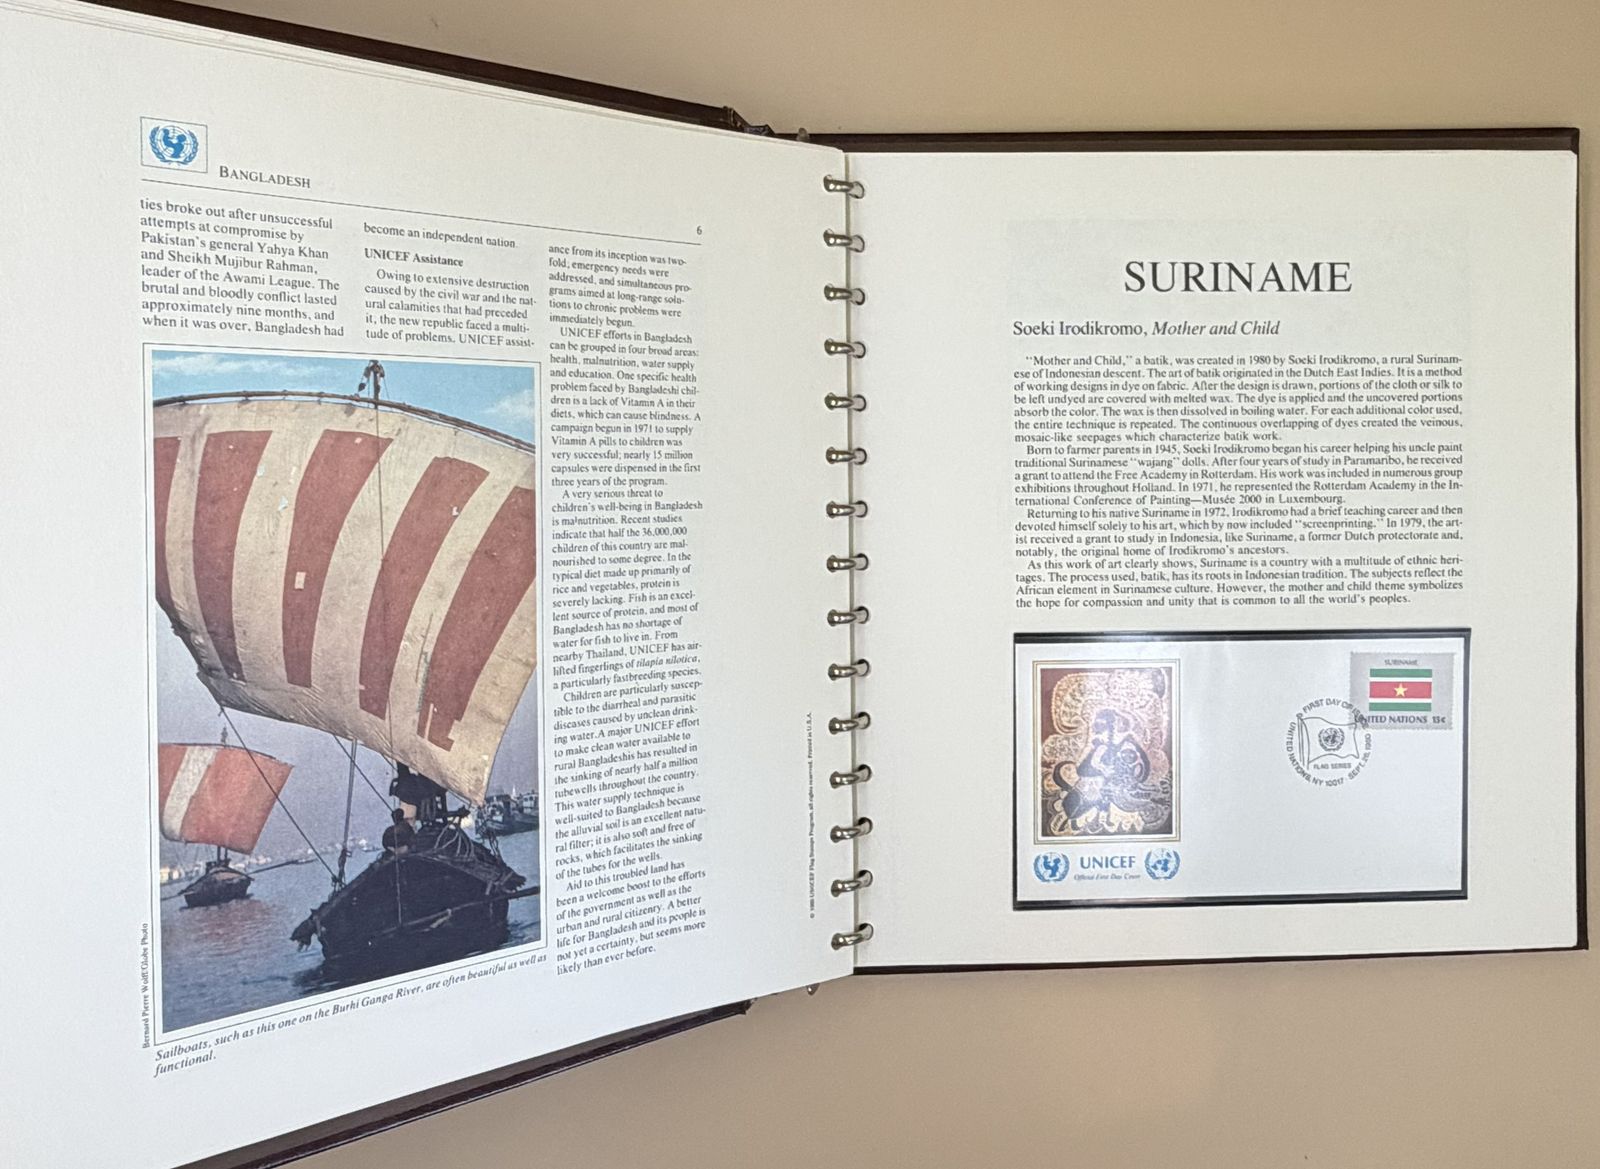 BANGLADESH
6
ties broke out after unsuccessful
attempts at compromise by
Pakistan's general Yahya Khan
and Sheikh Mujibur Rahman,
leader of the Awami League. The
brutal and bloodly conflict lasted
approximately nine months, and
when it was over, Bangladesh had
become an independent nation.
UNICEF Assistance
Owing to extensive destruction
caused by the civil war and the nat-
ural calamities that had preceded
it, the new republic faced a multi-
tude of problems. UNICEF assist-
ance from its inception was two-
fold, emergency needs were
addressed, and simultaneous pro-
grams aimed at long-range solu-
tions to chronic problems were
immediately begun.
UNICEF efforts in Bangladesh
can be grouped in four broad areas:
health, malnutrition, water supply
and education. One specific health
problem faced by Bangladeshi chil-
dren is a lack of Vitamin A in their
diets, which can cause blindness. A
campaign begun in 1971 to supply
Vitamin A pills to children was
very successful; nearly 15 million
capsules were dispensed in the first
three years of the program.
A very serious threat to
children's well-being in Bangladesh
is malnutrition. Recent studies
indicate that half the 36,000,000
children of this country are mal-
nourished to some degree. In the
typical diet made up primarily of
rice and vegetables, protein is
severely lacking. Fish is an excel-
lent source of protein, and most of
Bangladesh has no shortage of
water for fish to live in. From
nearby Thailand, UNICEF has air-
lifted fingerlings of tilapia nilotica,
a particularly fastbreeding species.
Children are particularly suscep-
tible to the diarrheal and parasitic
diseases caused by unclean drink-
ing water. A major UNICEF effort
to make clean water available to
rural Bangladeshis has resulted in
the sinking of nearly half a million
tubewells throughout the country.
This water supply technique is
well-suited to Bangladesh because
the alluvial soil is an excellent natu-
ral filter; it is also soft and free of
rocks, which facilitates the sinking
of the tubes for the wells.
Aid to this troubled land has
been a welcome boost to the efforts
of the government as well as the
urban and rural citizenry. A better
life for Bangladesh and its people is
not yet a certainty, but seems more
likely than ever before.
Bernard Pierre Wolff/Globe Photo
Sailboats, such as this one on the Burhi Ganga River, are often beautiful as well as
functional.
UNICEF Flag Stamps Program, all rights reserved. Printed in U.S.A.
SURINAME
Soeki Irodikromo, Mother and Child
"Mother and Child," a batik, was created in 1980 by Soeki Irodikromo, a rural Surinam-
ese of Indonesian descent. The art of batik originated in the Dutch East Indies. It is a method
of working designs in dye on fabric. After the design is drawn, portions of the cloth or silk to
be left undyed are covered with melted wax. The dye is applied and the uncovered portions
absorb the color. The wax is then dissolved in boiling water. For each additional color used,
the entire technique is repeated. The continuous overlapping of dyes created the veinous,
mosaic-like seepages which characterize batik work.
Born to farmer parents in 1945, Soeki Irodikromo began his career helping his uncle paint
traditional Surinamese "wajang" dolls. After four years of study in Paramaribo, he received
a grant to attend the Free Academy in Rotterdam. His work was included in numerous group
exhibitions throughout Holland. In 1971, he represented the Rotterdam Academy in the In-
ternational Conference of Painting—Musée 2000 in Luxembourg.
Returning to his native Suriname in 1972, Irodikromo had a brief teaching career and then
devoted himself solely to his art, which by now included "screenprinting." In 1979, the art-
ist received a grant to study in Indonesia, like Suriname, a former Dutch protectorate and,
notably, the original home of Irodikromo's ancestors.
As this work of art clearly shows, Suriname is a country with a multitude of ethnic heri-
tages. The process used, batik, has its roots in Indonesian tradition. The subjects reflect the
African element in Surinamese culture. However, the mother and child theme symbolizes
the hope for compassion and unity that is common to all the world's peoples.
SURINAME
UNITED NATIONS 15c
FIRST DAY OF ISSUE
FLAG SERIES
UNITED NATIONS, NY 10017 - SEPT. 26, 1980
UNICEF
Official First Day Cover